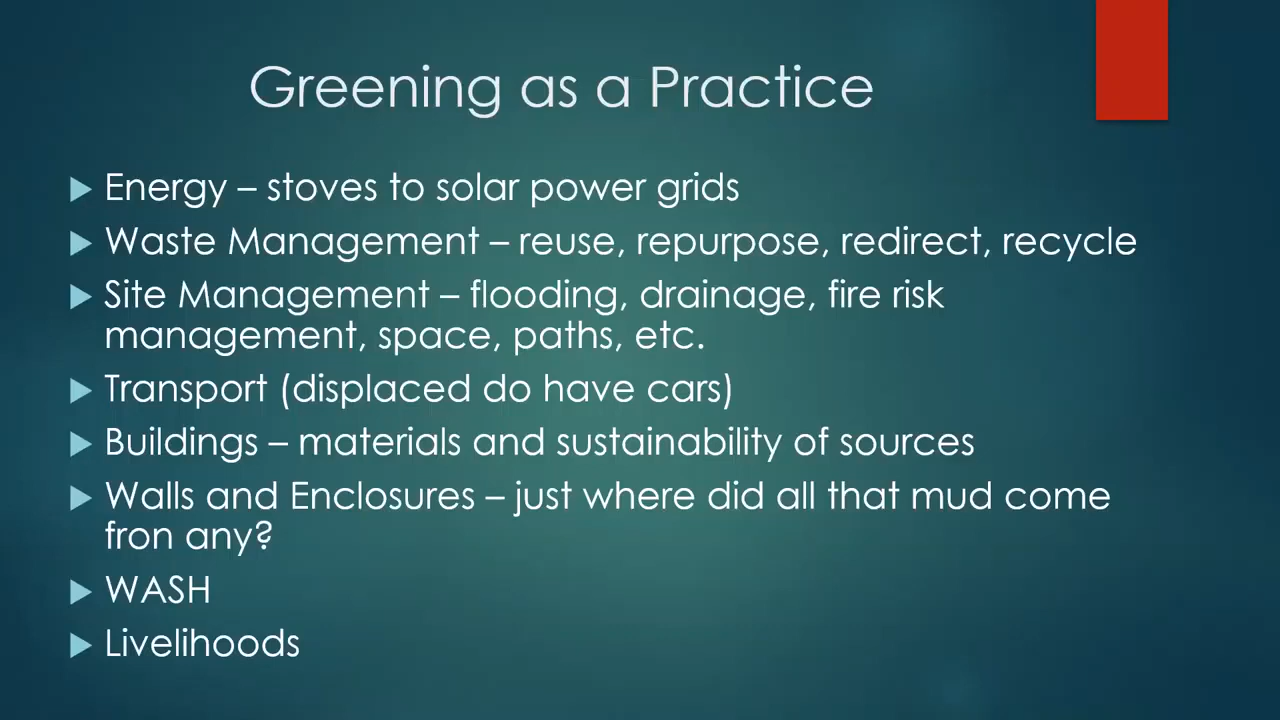 Greening as a Practice
Energy – stoves to solar power grids
Waste Management – reuse, repurpose, redirect, recycle
Site Management – flooding, drainage, fire risk
management, space, paths, etc.
Transport (displaced do have cars)
Buildings – materials and sustainability of sources
Walls and Enclosures – just where did all that mud come
fron any?
WASH
Livelihoods